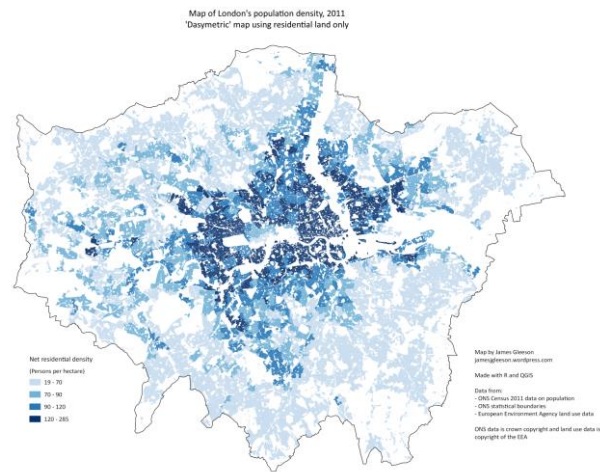 Map of London's population density, 2011
'Dasymetric' map using residential land only
Net residential density
(Persons per hectare)
19 - 70
70 - 90
90 - 120
120 - 285
Map by James Gleeson
jamesjgleeson.wordpress.com
Made with R and QGIS
Data from:
- ONS Census 2011 data on population
- ONS statistical boundaries
- European Environment Agency land use data
ONS data is crown copyright and land use data is
copyright of the EEA